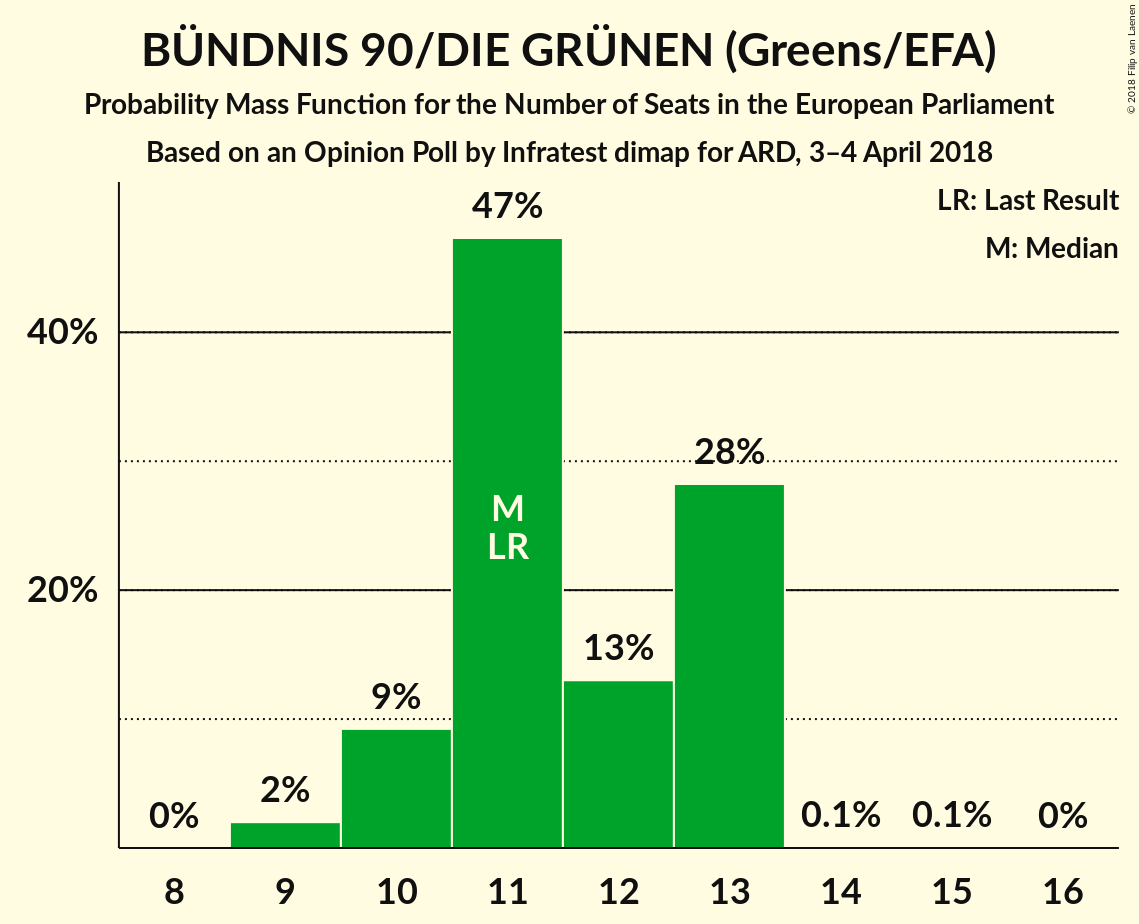 BÜNDNIS 90/DIE GRÜNEN (Greens/EFA)
Probability Mass Function for the Number of Seats in the European Parliament
Based on an Opinion Poll by Infratest dimap for ARD, 3–4 April 2018
© 2018 Filip van Laenen
LR: Last Result
M: Median
47%
40%
28%
M
LR
20%
13%
9%
2%
0%
0.1%
0.1%
0%
8 9 10 11 12 13 14 15 16